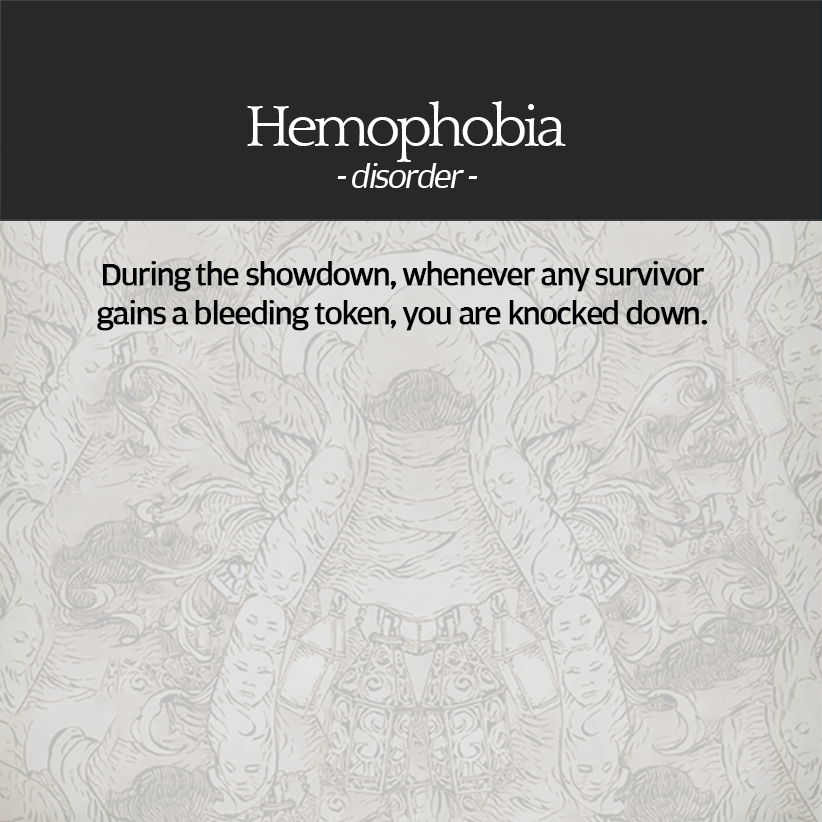 Hemophobia
- disorder -
During the showdown, whenever any survivor
gains a bleeding token, you are knocked down.